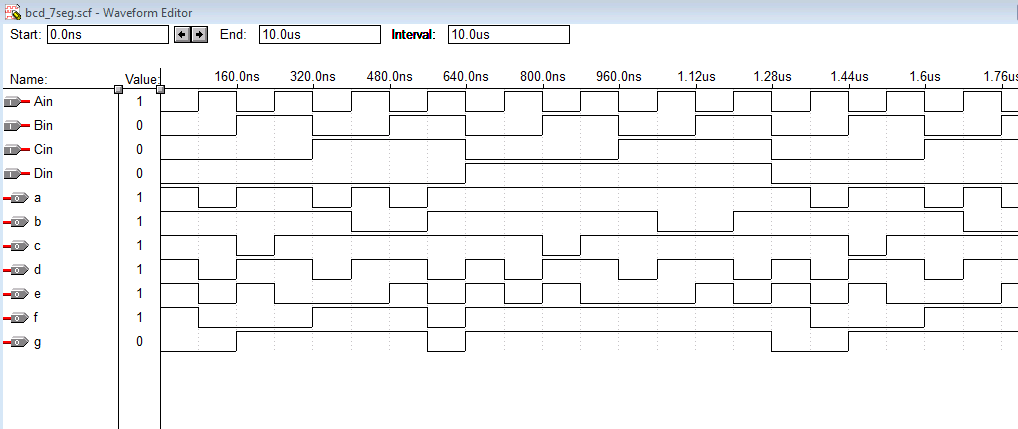 bcd_7seg.scf - Waveform Editor
Start: 0.0ns End: 10.0us Interval: 10.0us
Name: Value: 160.0ns 320.0ns 480.0ns 640.0ns 800.0ns 960.0ns 1.12us 1.28us 1.44us 1.6us 1.76us
I Ain 1
I Bin 0
I Cin 0
I Din 0
O a 1
O b 1
O c 1
O d 1
O e 1
O f 1
O g 0